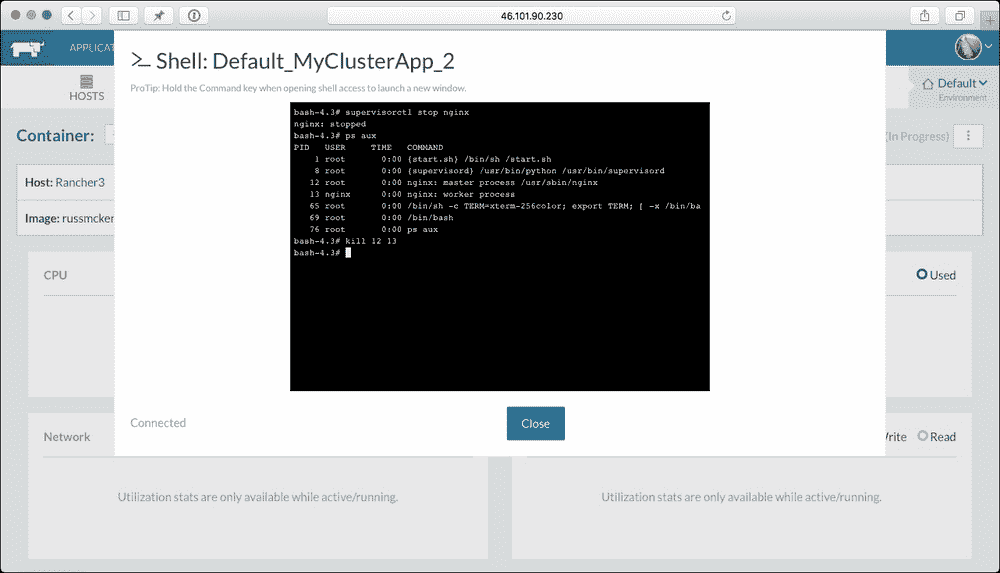 46.101.90.230
APPLICAT
HOSTS
Default
Environment
>_ Shell: Default_MyClusterApp_2
ProTip: Hold the Command key when opening shell access to launch a new window.
Container:
(In Progress)
Host: Rancher3
Image: russmcken
bash-4.3# supervisorctl stop nginx
nginx: stopped
bash-4.3# ps aux
PID USER TIME COMMAND
1 root 0:00 {start.sh} /bin/sh /start.sh
8 root 0:00 {supervisord} /usr/bin/python /usr/bin/supervisord
12 root 0:00 nginx: master process /usr/sbin/nginx
13 nginx 0:00 nginx: worker process
65 root 0:00 /bin/sh -c TERM=xterm-256color; export TERM; [ -x /bin/ba
69 root 0:00 /bin/bash
76 root 0:00 ps aux
bash-4.3# kill 12 13
bash-4.3#
CPU
Used
Connected
Close
Network
Write
Read
Utilization stats are only available while active/running.
Utilization stats are only available while active/running.